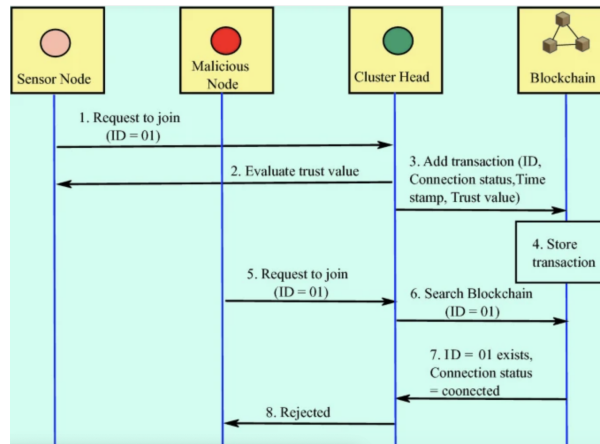 Sensor Node
Malicious
Node
Cluster Head
Blockchain
1. Request to join
(ID = 01)
2. Evaluate trust value
3. Add transaction (ID,
Connection status,Time
stamp, Trust value)
4. Store
transaction
5. Request to join
(ID = 01)
6. Search Blockchain
(ID = 01)
7. ID = 01 exists,
Connection status
= coonected
8. Rejected